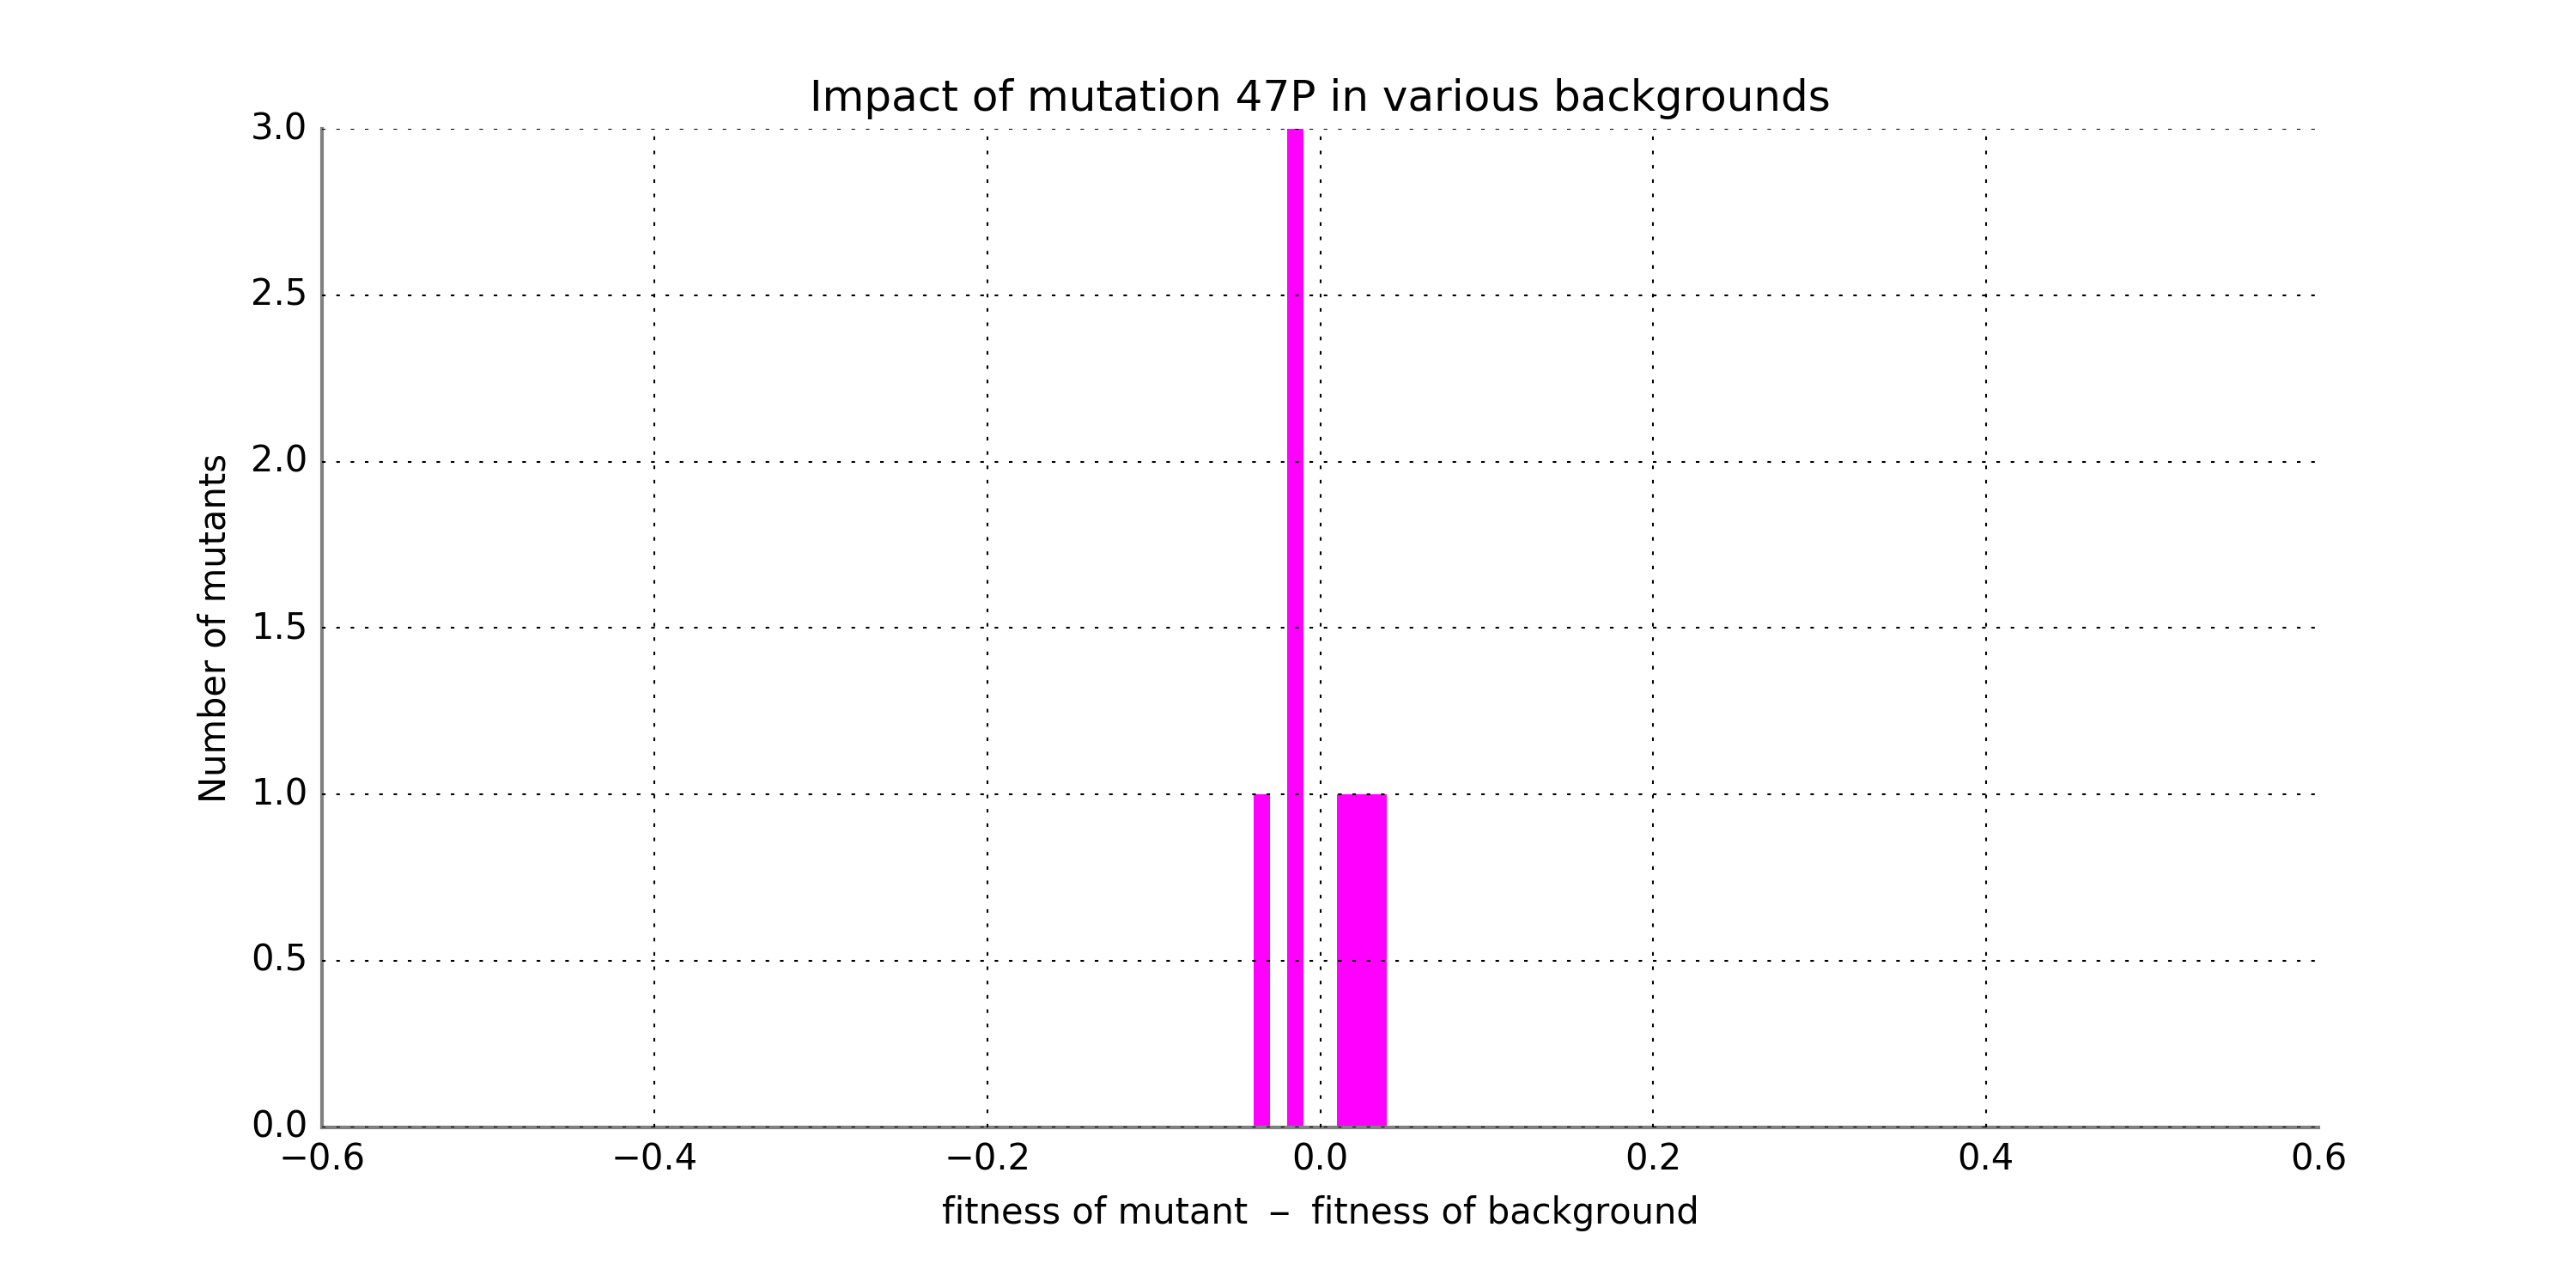 Impact of mutation 47P in various backgrounds
3.0
2.5
2.0
1.5
1.0
0.5
0.0
Number of mutants
−0.6 −0.4 −0.2 0.0 0.2 0.4 0.6
fitness of mutant − fitness of background